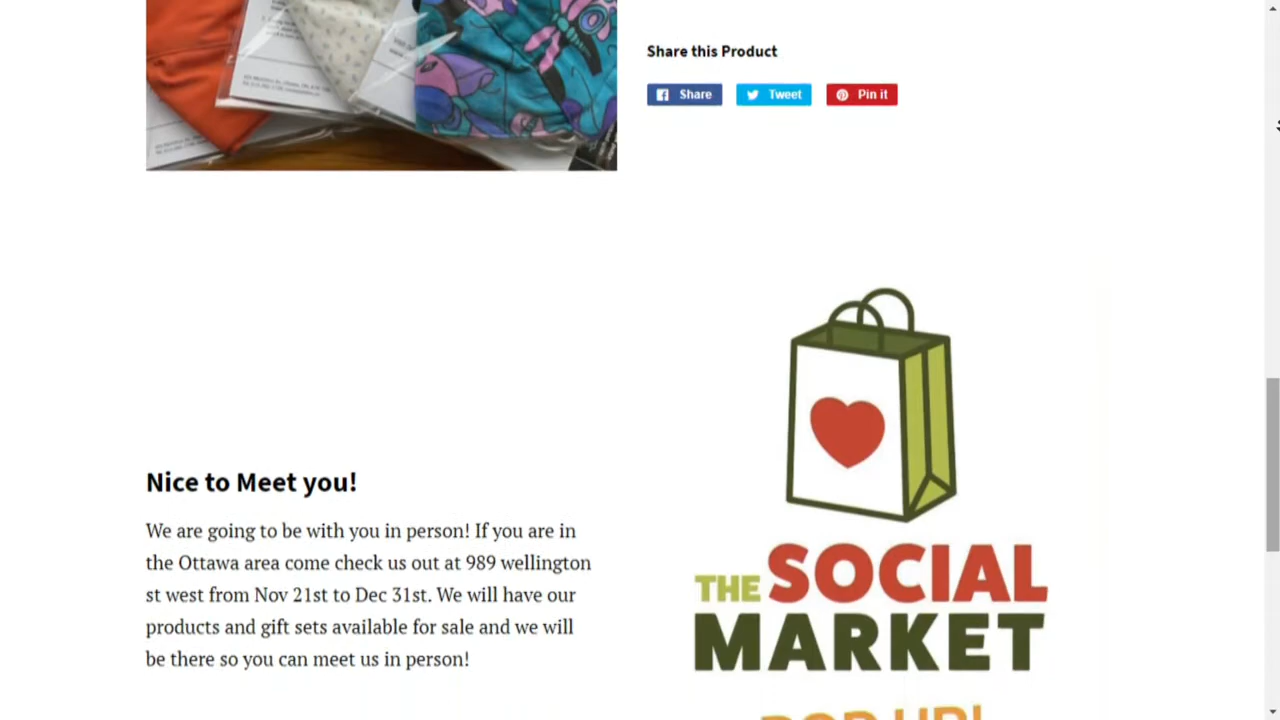 Share this Product
Share
Tweet
Pin it
Nice to Meet you!
We are going to be with you in person! If you are in
the Ottawa area come check us out at 989 wellington
st west from Nov 21st to Dec 31st. We will have our
products and gift sets available for sale and we will
be there so you can meet us in person!
THE SOCIAL
MARKET
POP UP!